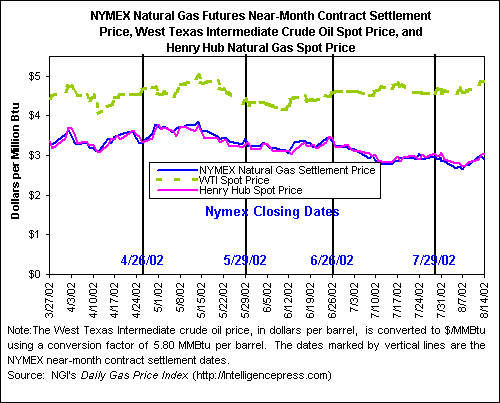 NYMEX Natural Gas Futures Near-Month Contract Settlement
Price, West Texas Intermediate Crude Oil Spot Price, and
Henry Hub Natural Gas Spot Price
Dollars per Million Btu
$5
$4
$3
$2
$1
$0
NYMEX Natural Gas Settlement Price
WTI Spot Price
Henry Hub Spot Price
Nymex Closing Dates
4/26/02
5/29/02
6/26/02
7/29/02
3/27/02
4/3/02
4/10/02
4/17/02
4/24/02
5/1/02
5/8/02
5/15/02
5/22/02
5/29/02
6/5/02
6/12/02
6/19/02
6/26/02
7/3/02
7/10/02
7/17/02
7/24/02
7/31/02
8/7/02
8/14/02
Note:The West Texas Intermediate crude oil price, in dollars per barrel, is converted to $/MMBtu
using a conversion factor of 5.80 MMBtu per barrel. The dates marked by vertical lines are the
NYMEX near-month contract settlement dates.
Source: NGI's Daily Gas Price Index (http://Intelligencepress.com)